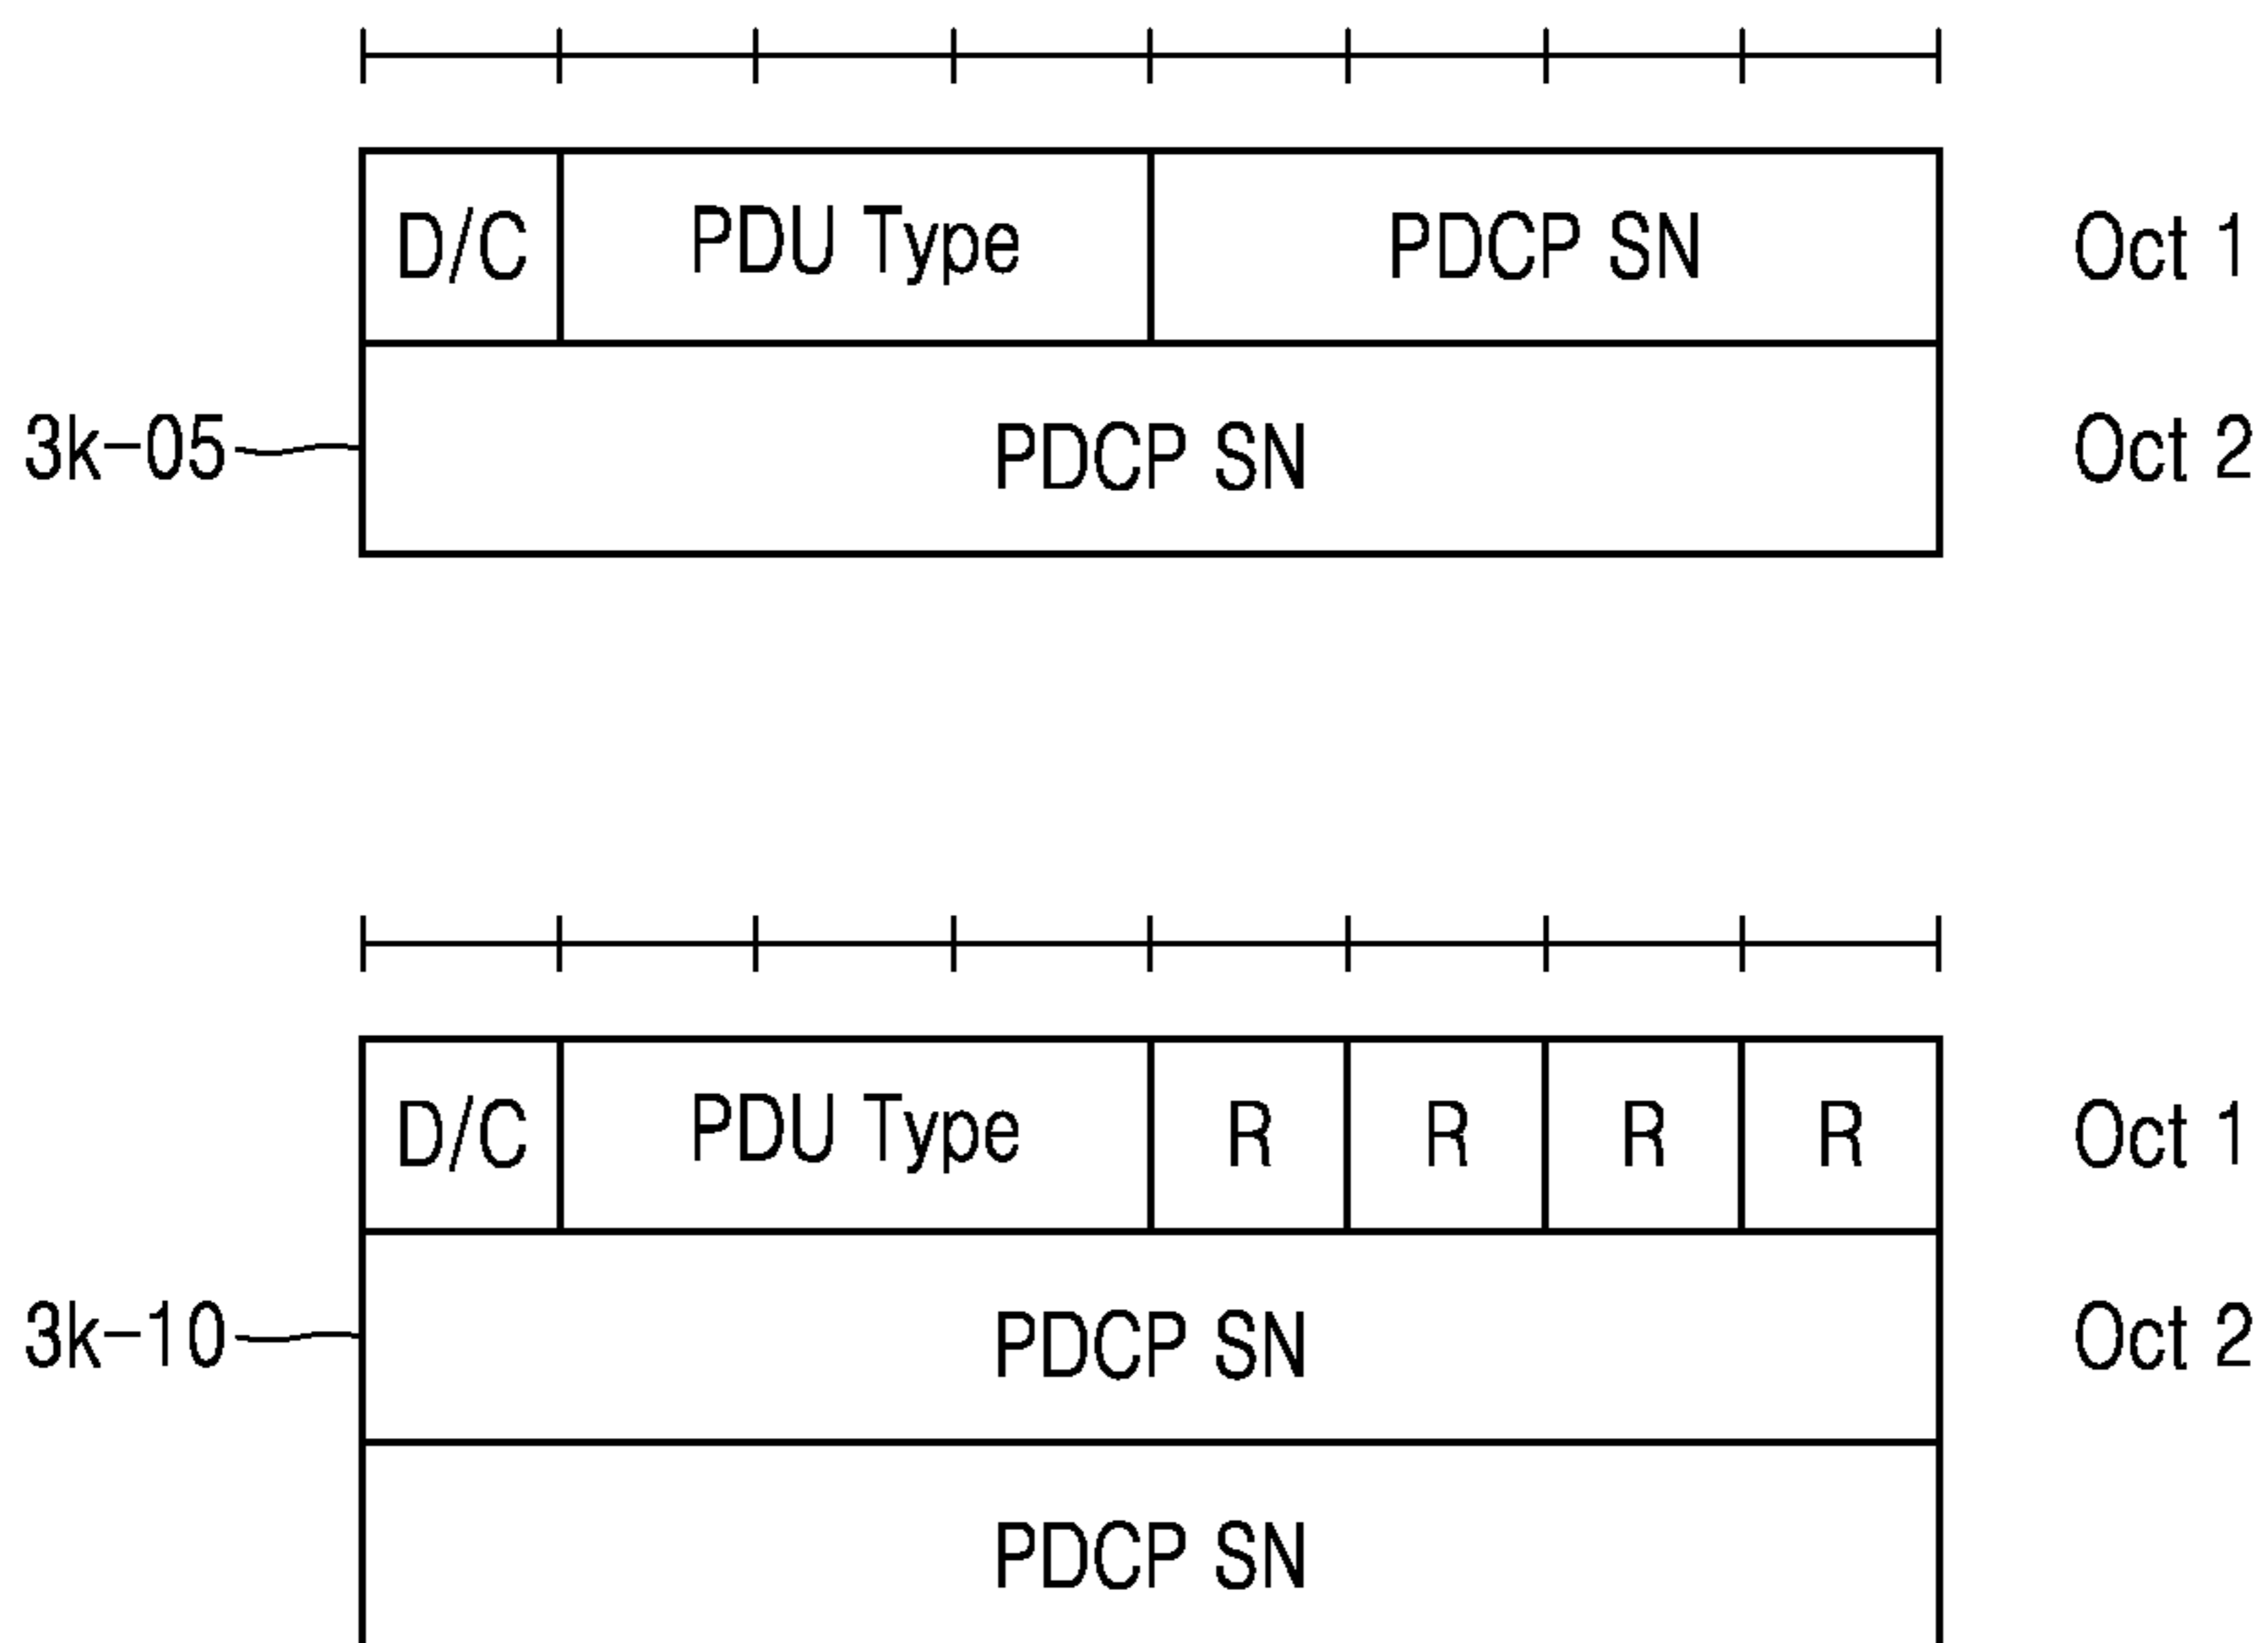 D/C PDU Type PDCP SN Oct 1
3k-05 PDCP SN Oct 2
D/C PDU Type R R R R Oct 1
3k-10 PDCP SN Oct 2
PDCP SN